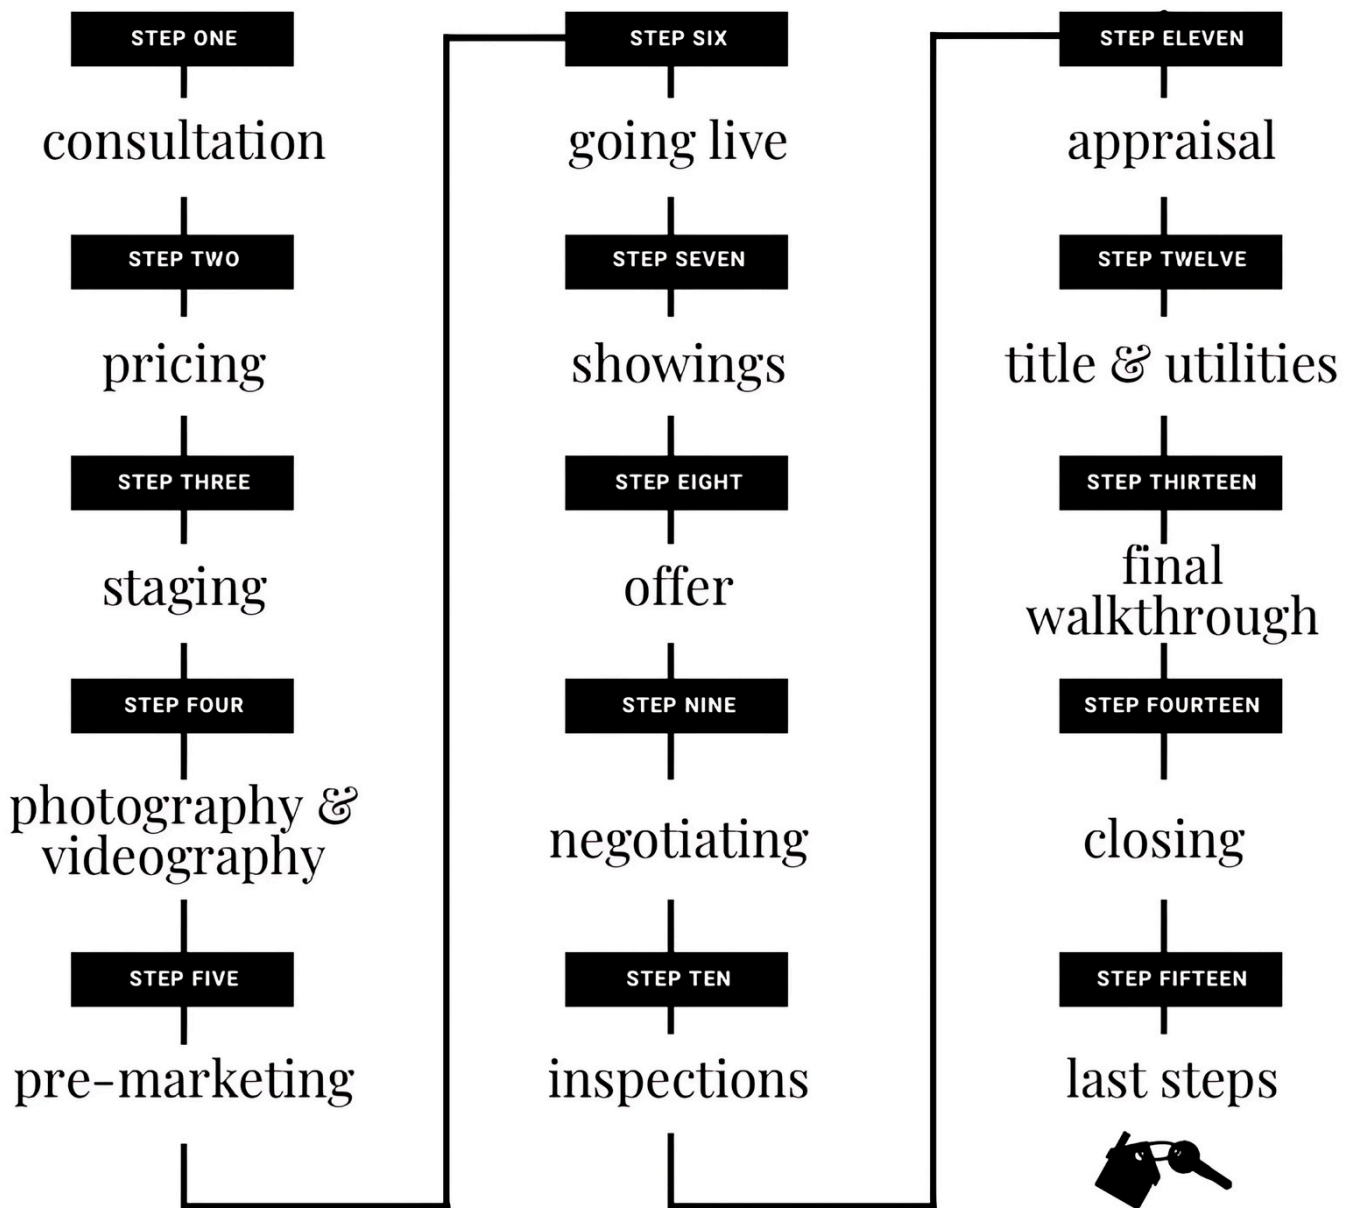 STEP ONE
consultation
STEP TWO
pricing
STEP THREE
staging
STEP FOUR
photography &
videography
STEP FIVE
pre-marketing
STEP SIX
going live
STEP SEVEN
showings
STEP EIGHT
offer
STEP NINE
negotiating
STEP TEN
inspections
STEP ELEVEN
appraisal
STEP TWELVE
title & utilities
STEP THIRTEEN
final
walkthrough
STEP FOURTEEN
closing
STEP FIFTEEN
last steps